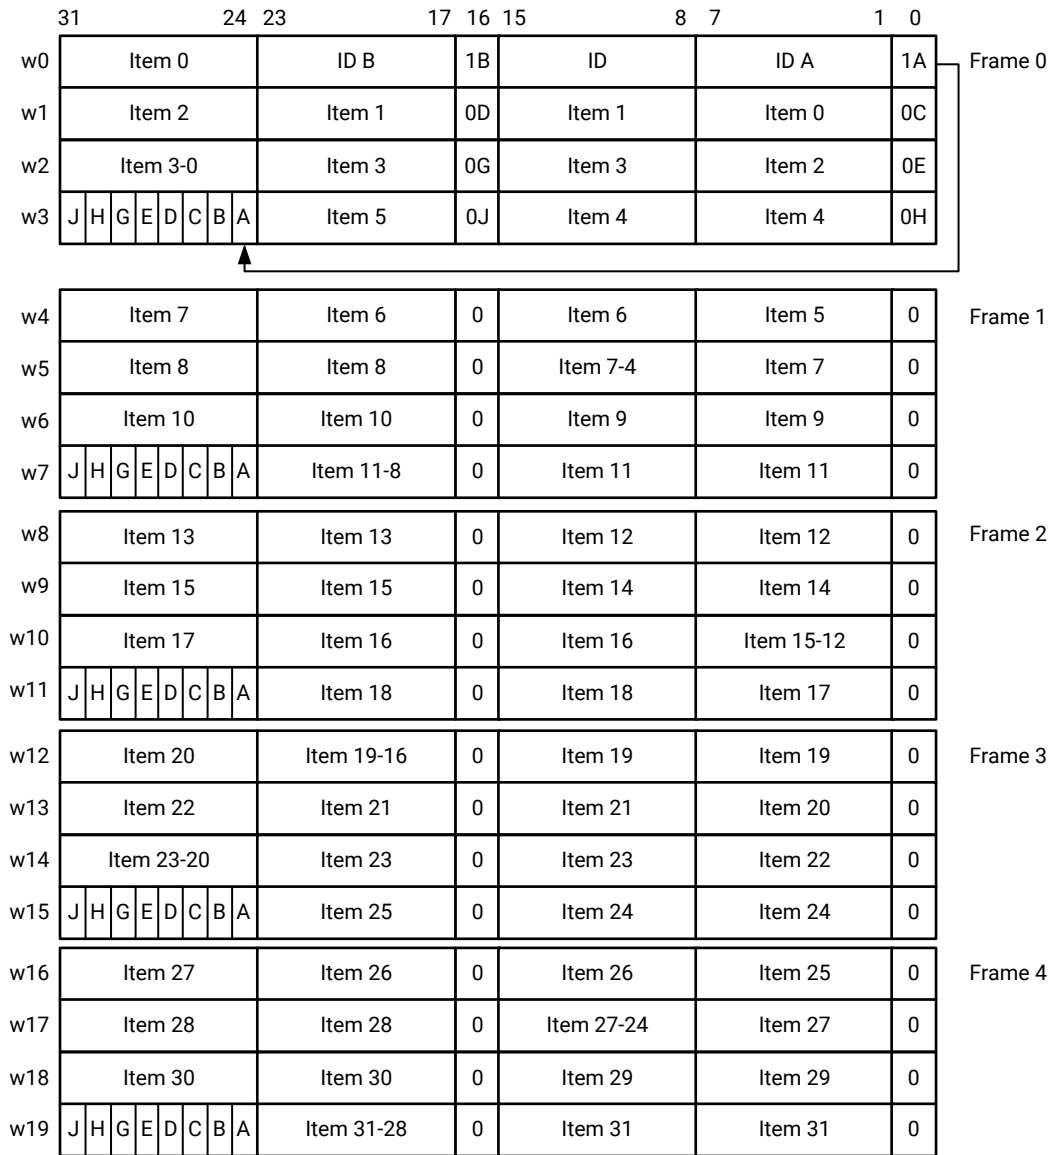 31 24 23 17 16 15 8 7 1 0
w0 Item 0 ID B 1B ID ID A 1A Frame 0
w1 Item 2 Item 1 0D Item 1 Item 0 0C
w2 Item 3-0 Item 3 0G Item 3 Item 2 0E
w3 J H G E D C B A Item 5 0J Item 4 Item 4 0H
w4 Item 7 Item 6 0 Item 6 Item 5 0 Frame 1
w5 Item 8 Item 8 0 Item 7-4 Item 7 0
w6 Item 10 Item 10 0 Item 9 Item 9 0
w7 J H G E D C B A Item 11-8 0 Item 11 Item 11 0
w8 Item 13 Item 13 0 Item 12 Item 12 0 Frame 2
w9 Item 15 Item 15 0 Item 14 Item 14 0
w10 Item 17 Item 16 0 Item 16 Item 15-12 0
w11 J H G E D C B A Item 18 0 Item 18 Item 17 0
w12 Item 20 Item 19-16 0 Item 19 Item 19 0 Frame 3
w13 Item 22 Item 21 0 Item 21 Item 20 0
w14 Item 23-20 Item 23 0 Item 23 Item 22 0
w15 J H G E D C B A Item 25 0 Item 24 Item 24 0
w16 Item 27 Item 26 0 Item 26 Item 25 0 Frame 4
w17 Item 28 Item 28 0 Item 27-24 Item 27 0
w18 Item 30 Item 30 0 Item 29 Item 29 0
w19 J H G E D C B A Item 31-28 0 Item 31 Item 31 0